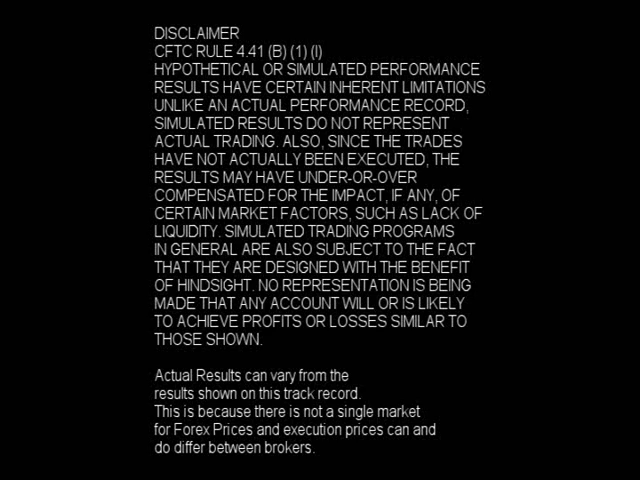 DISCLAIMER
CFTC RULE 4.41 (B) (1) (I)
HYPOTHETICAL OR SIMULATED PERFORMANCE
RESULTS HAVE CERTAIN INHERENT LIMITATIONS
UNLIKE AN ACTUAL PERFORMANCE RECORD,
SIMULATED RESULTS DO NOT REPRESENT
ACTUAL TRADING. ALSO, SINCE THE TRADES
HAVE NOT ACTUALLY BEEN EXECUTED, THE
RESULTS MAY HAVE UNDER-OR-OVER
COMPENSATED FOR THE IMPACT, IF ANY, OF
CERTAIN MARKET FACTORS, SUCH AS LACK OF
LIQUIDITY. SIMULATED TRADING PROGRAMS
IN GENERAL ARE ALSO SUBJECT TO THE FACT
THAT THEY ARE DESIGNED WITH THE BENEFIT
OF HINDSIGHT. NO REPRESENTATION IS BEING
MADE THAT ANY ACCOUNT WILL OR IS LIKELY
TO ACHIEVE PROFITS OR LOSSES SIMILAR TO
THOSE SHOWN.
Actual Results can vary from the
results shown on this track record.
This is because there is not a single market
for Forex Prices and execution prices can and
do differ between brokers.